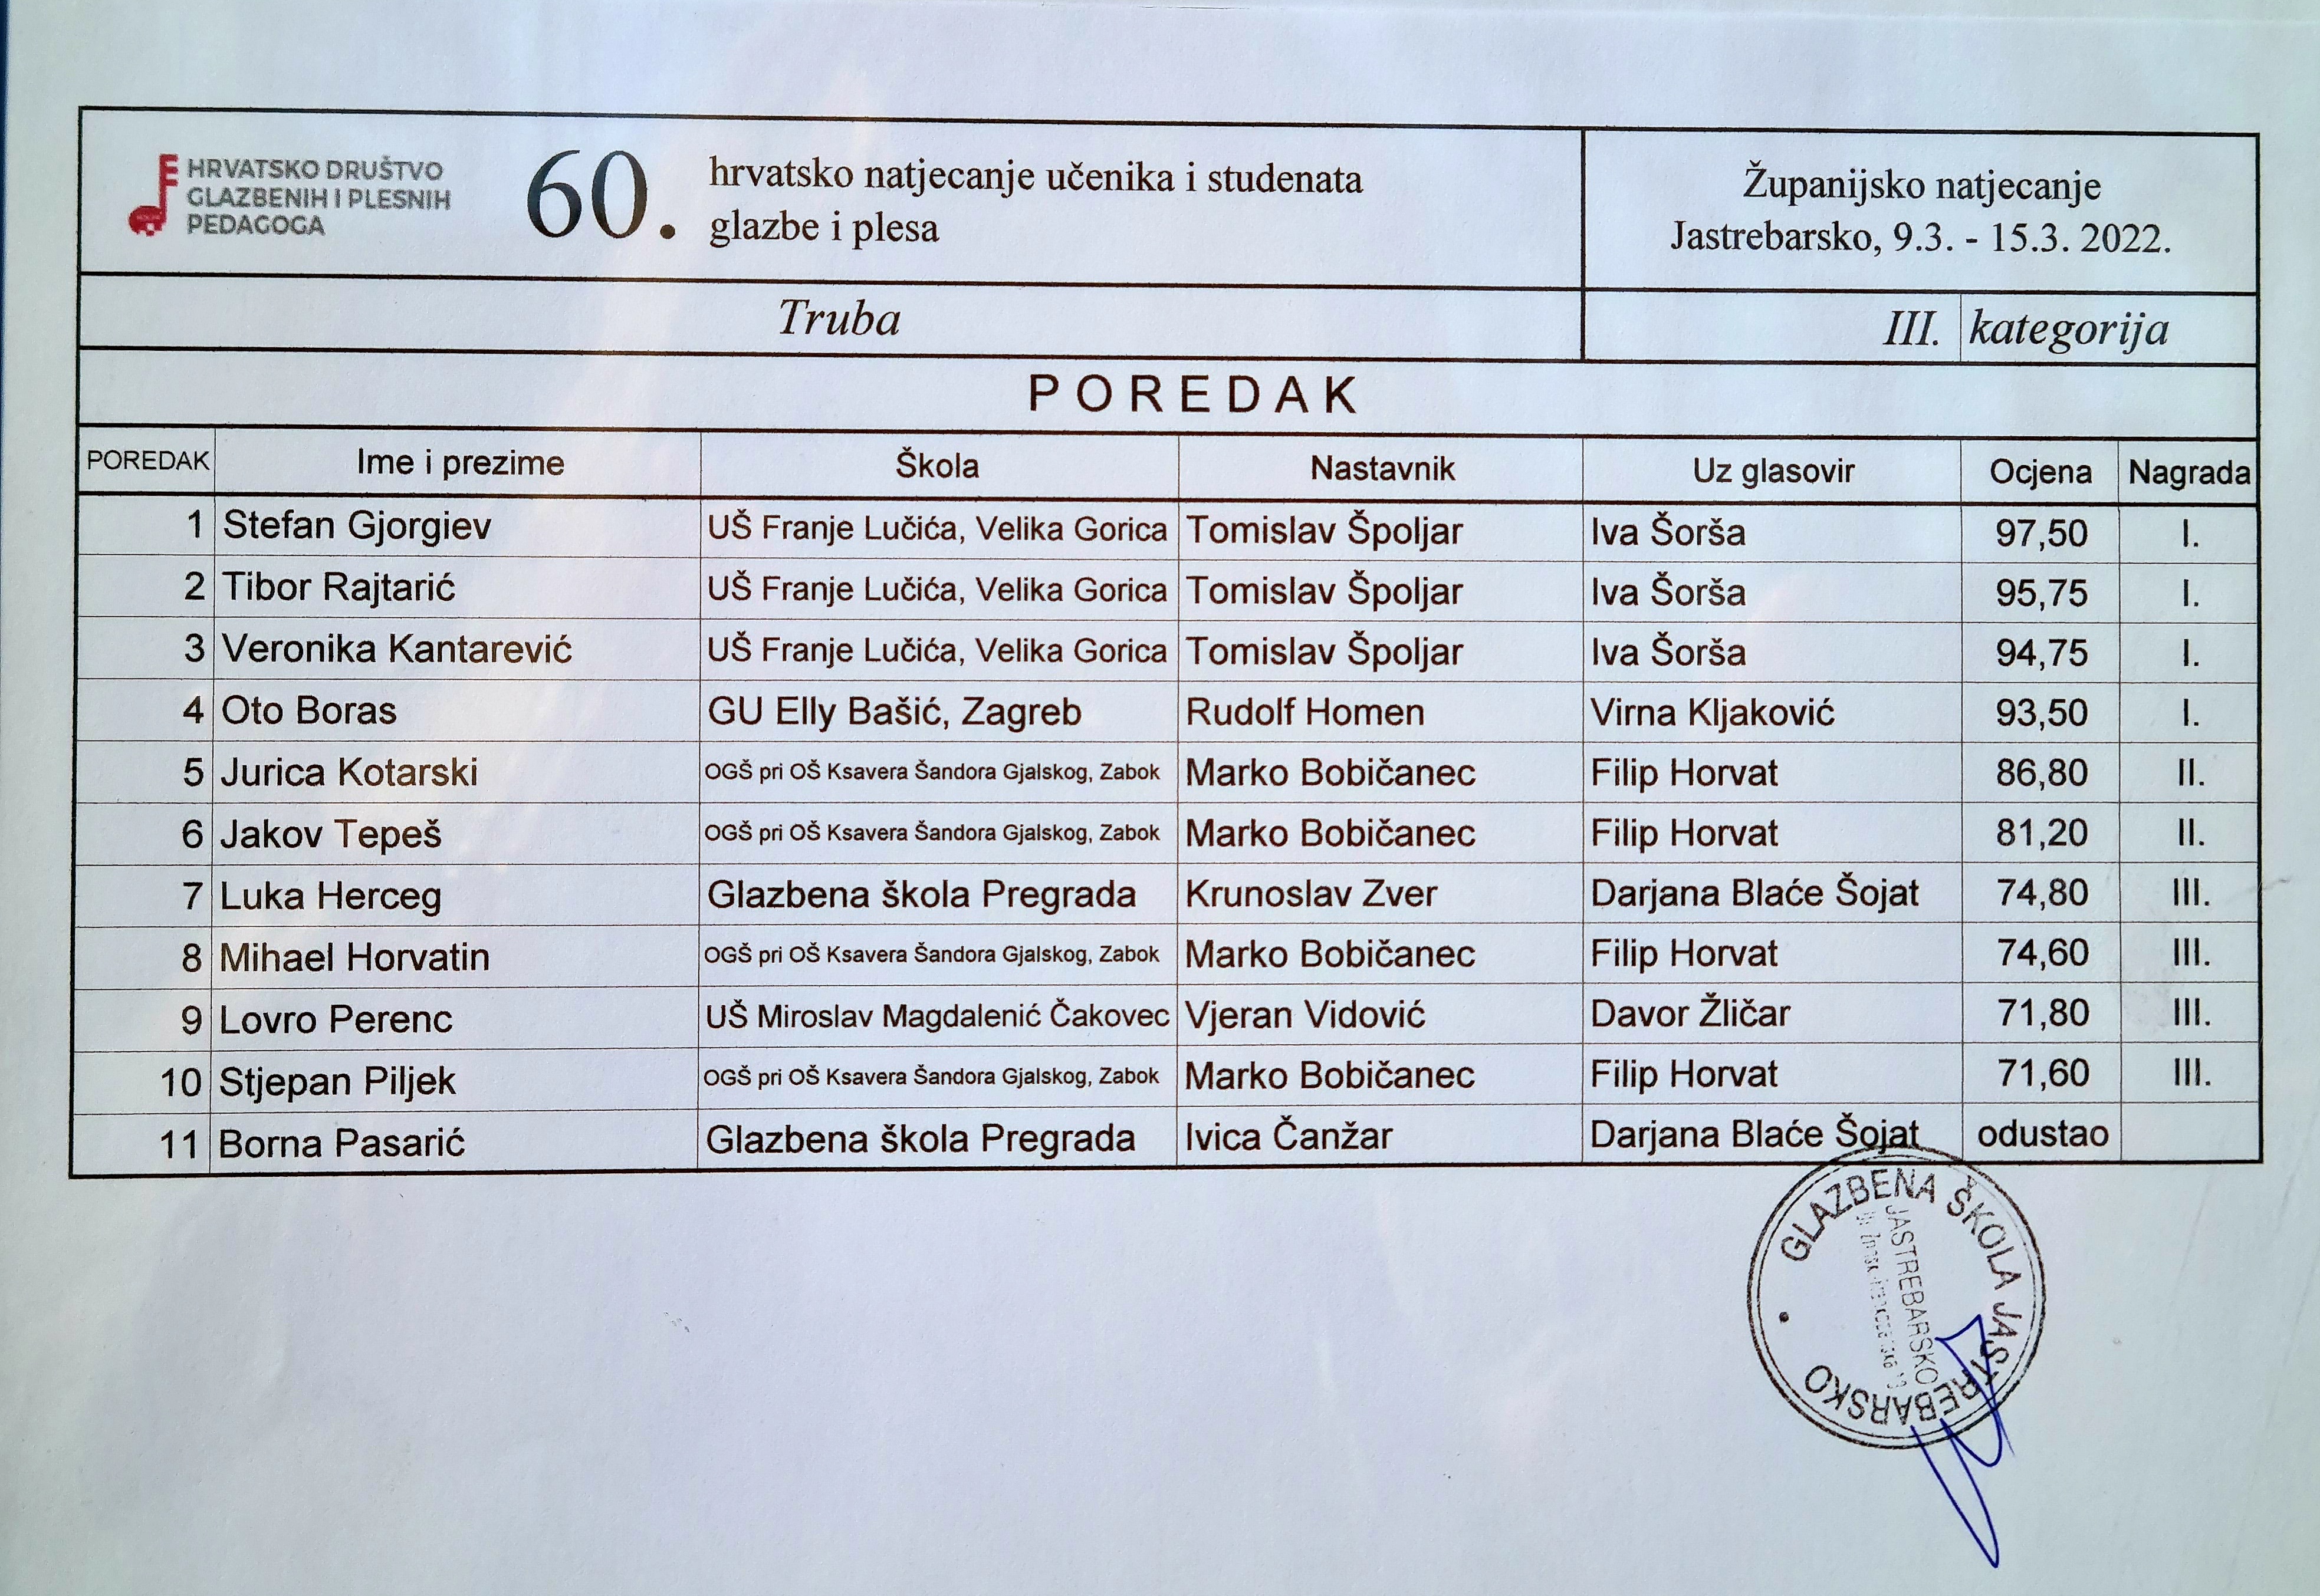 HRVATSKO DRUŠTVO
GLAZBENIH I PLESNIH
PEDAGOGA
60. hrvatsko natjecanje učenika i studenata
glazbe i plesa
Županijsko natjecanje
Jastrebarsko, 9.3. - 15.3. 2022.
Truba III. kategorija
POREDAK
POREDAK Ime i prezime Škola Nastavnik Uz glasovir Ocjena Nagrada
1 Stefan Gjorgiev UŠ Franje Lučića, Velika Gorica Tomislav Špoljar Iva Šorša 97,50 I.
2 Tibor Rajtarić UŠ Franje Lučića, Velika Gorica Tomislav Špoljar Iva Šorša 95,75 I.
3 Veronika Kantarević UŠ Franje Lučića, Velika Gorica Tomislav Špoljar Iva Šorša 94,75 I.
4 Oto Boras GU Elly Bašić, Zagreb Rudolf Homen Virna Kljaković 93,50 I.
5 Jurica Kotarski OGŠ pri OŠ Ksavera Šandora Gjalskog, Zabok Marko Bobičanec Filip Horvat 86,80 II.
6 Jakov Tepeš OGŠ pri OŠ Ksavera Šandora Gjalskog, Zabok Marko Bobičanec Filip Horvat 81,20 II.
7 Luka Herceg Glazbena škola Pregrada Krunoslav Zver Darjana Blaće Šojat 74,80 III.
8 Mihael Horvatin OGŠ pri OŠ Ksavera Šandora Gjalskog, Zabok Marko Bobičanec Filip Horvat 74,60 III.
9 Lovro Perenc UŠ Miroslav Magdalenić Čakovec Vjeran Vidović Davor Žličar 71,80 III.
10 Stjepan Piljek OGŠ pri OŠ Ksavera Šandora Gjalskog, Zabok Marko Bobičanec Filip Horvat 71,60 III.
11 Borna Pasarić Glazbena škola Pregrada Ivica Čanžar Darjana Blaće Šojat odustao
GLAZBENA ŠKOLA JASTREBARSKO
JASTREBARSKO